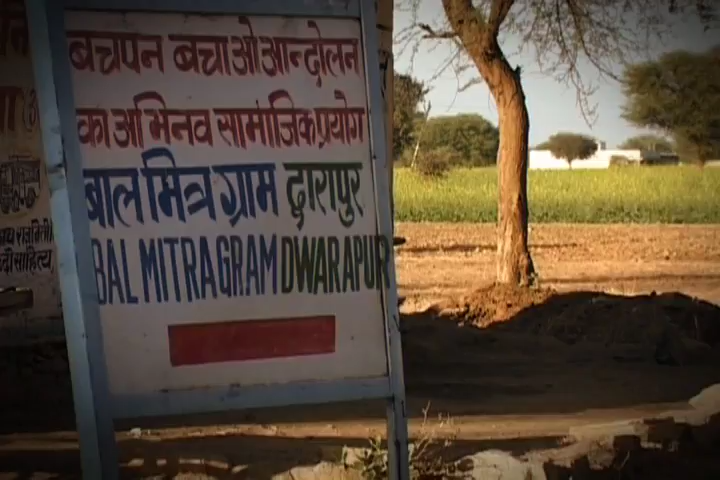 बचपन बचाओ आन्दोलन
का अभिनव सामाजिक प्रयोग
बाल मित्र ग्राम द्वारापुर
BAL MITRA GRAM DWARAPUR